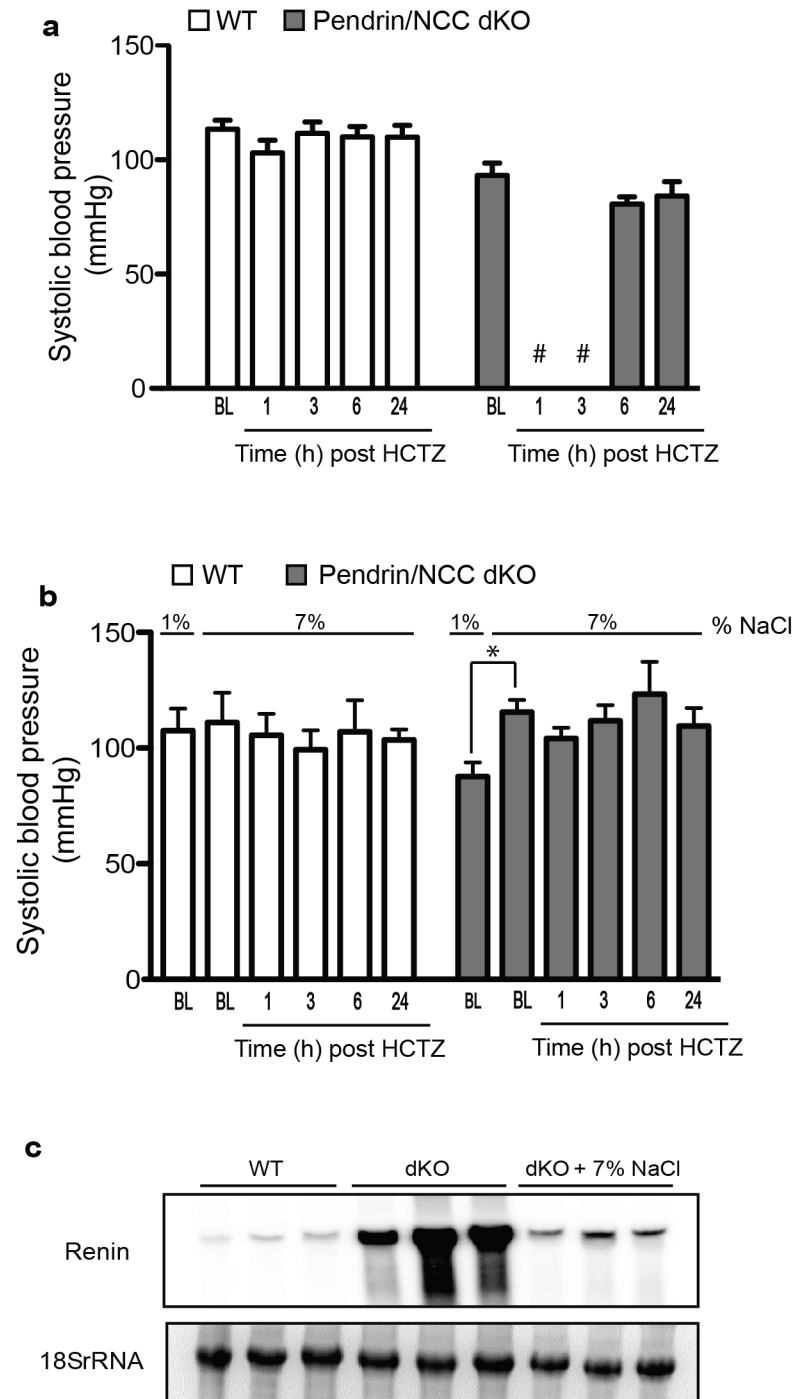 a
WT Pendrin/NCC dKO
Systolic blood pressure
(mmHg)
150
100
50
0
# #
BL 1 3 6 24 BL 1 3 6 24
Time (h) post HCTZ Time (h) post HCTZ
b
WT Pendrin/NCC dKO
1% 7% 1% 7% % NaCl
Systolic blood pressure
(mmHg)
150
100
50
0
*
BL BL 1 3 6 24 BL BL 1 3 6 24
Time (h) post HCTZ Time (h) post HCTZ
c
WT dKO dKO + 7% NaCl
Renin
18SrRNA